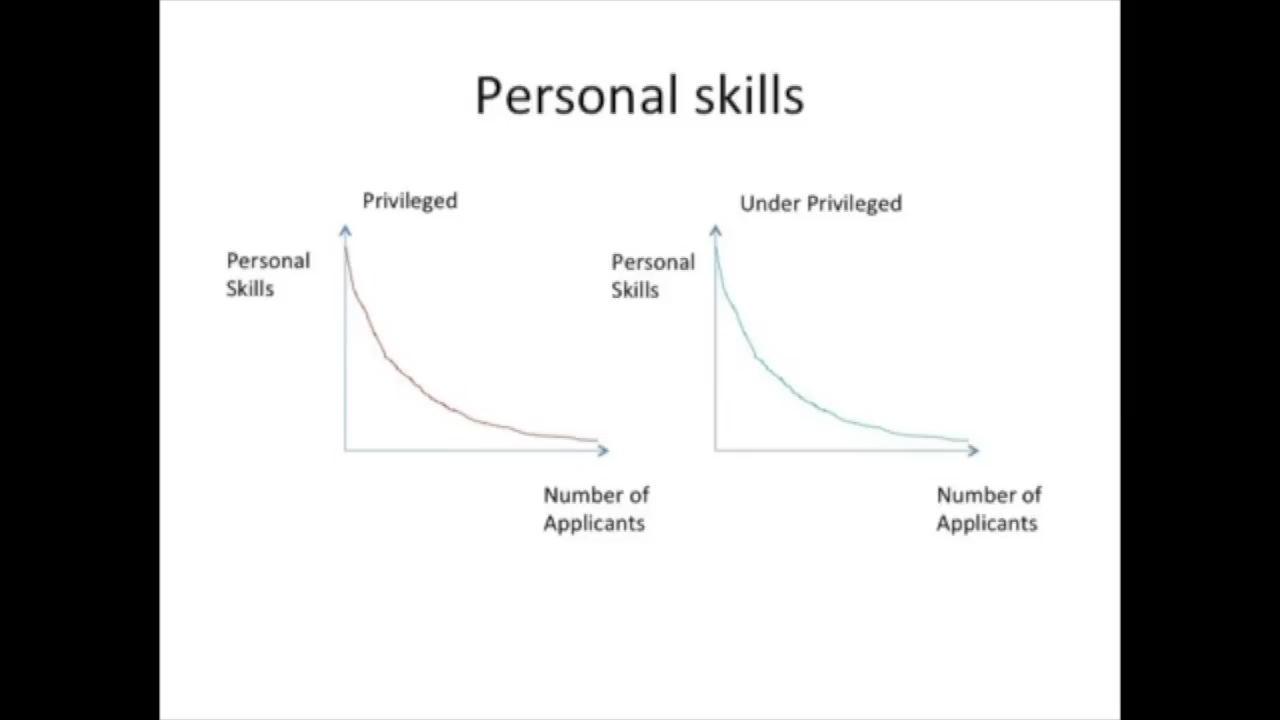 Personal skills
Privileged
Personal
Skills
Number of
Applicants
Under Privileged
Personal
Skills
Number of
Applicants